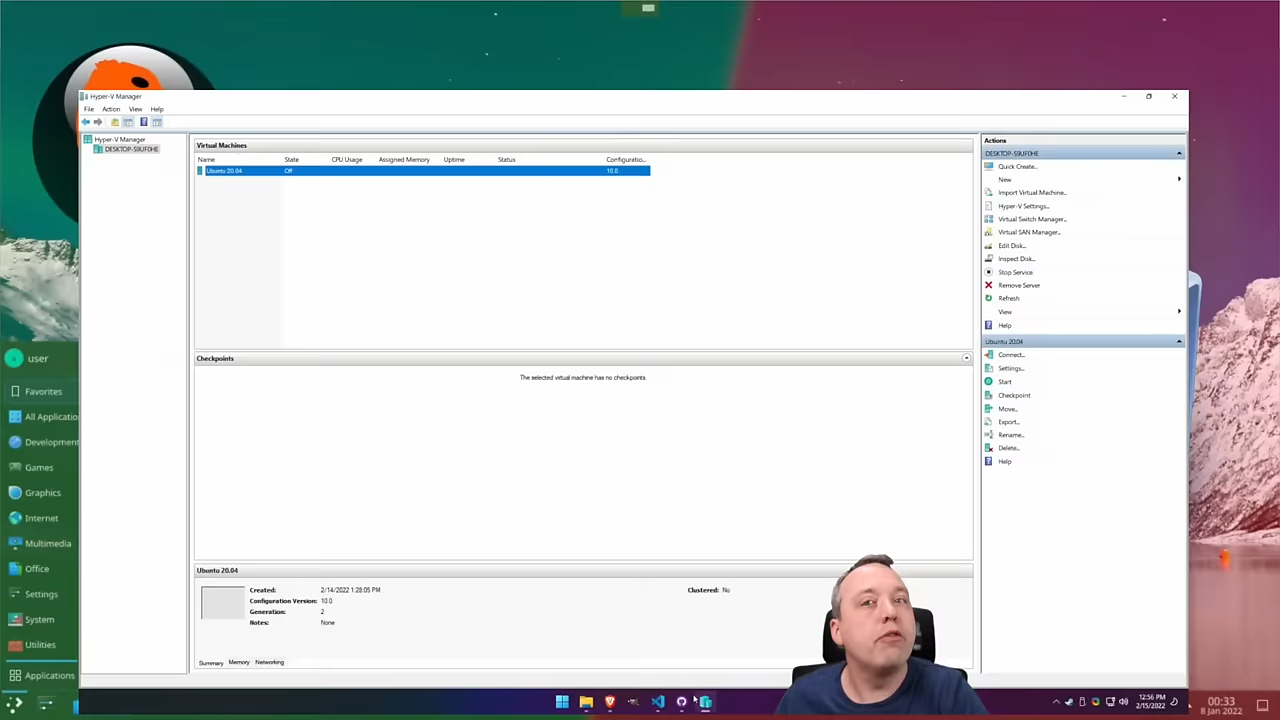 Hyper-V Manager
File Action View Help
Hyper-V Manager
DESKTOP-S9UF0HE
Virtual Machines
Name State CPU Usage Assigned Memory Uptime Status Configuratio...
Ubuntu 20.04 Off 10.0
Checkpoints
The selected virtual machine has no checkpoints.
Ubuntu 20.04
Created: 2/14/2022 1:28:05 PM Clustered: No
Configuration Version: 10.0
Generation: 2
Notes: None
Summary Memory Networking
Actions
DESKTOP-S9UF0HE
Quick Create...
New
Import Virtual Machine...
Hyper-V Settings...
Virtual Switch Manager...
Virtual SAN Manager...
Edit Disk...
Inspect Disk...
Stop Service
Remove Server
Refresh
View
Help
Ubuntu 20.04
Connect...
Settings...
Start
Checkpoint
Move...
Export...
Rename...
Delete...
Help
user
Favorites
All Applicatio
Development
Games
Graphics
Internet
Multimedia
Office
Settings
System
Utilities
Applications
12:56 PM
2/15/2022
00:33
8 Jan 2022